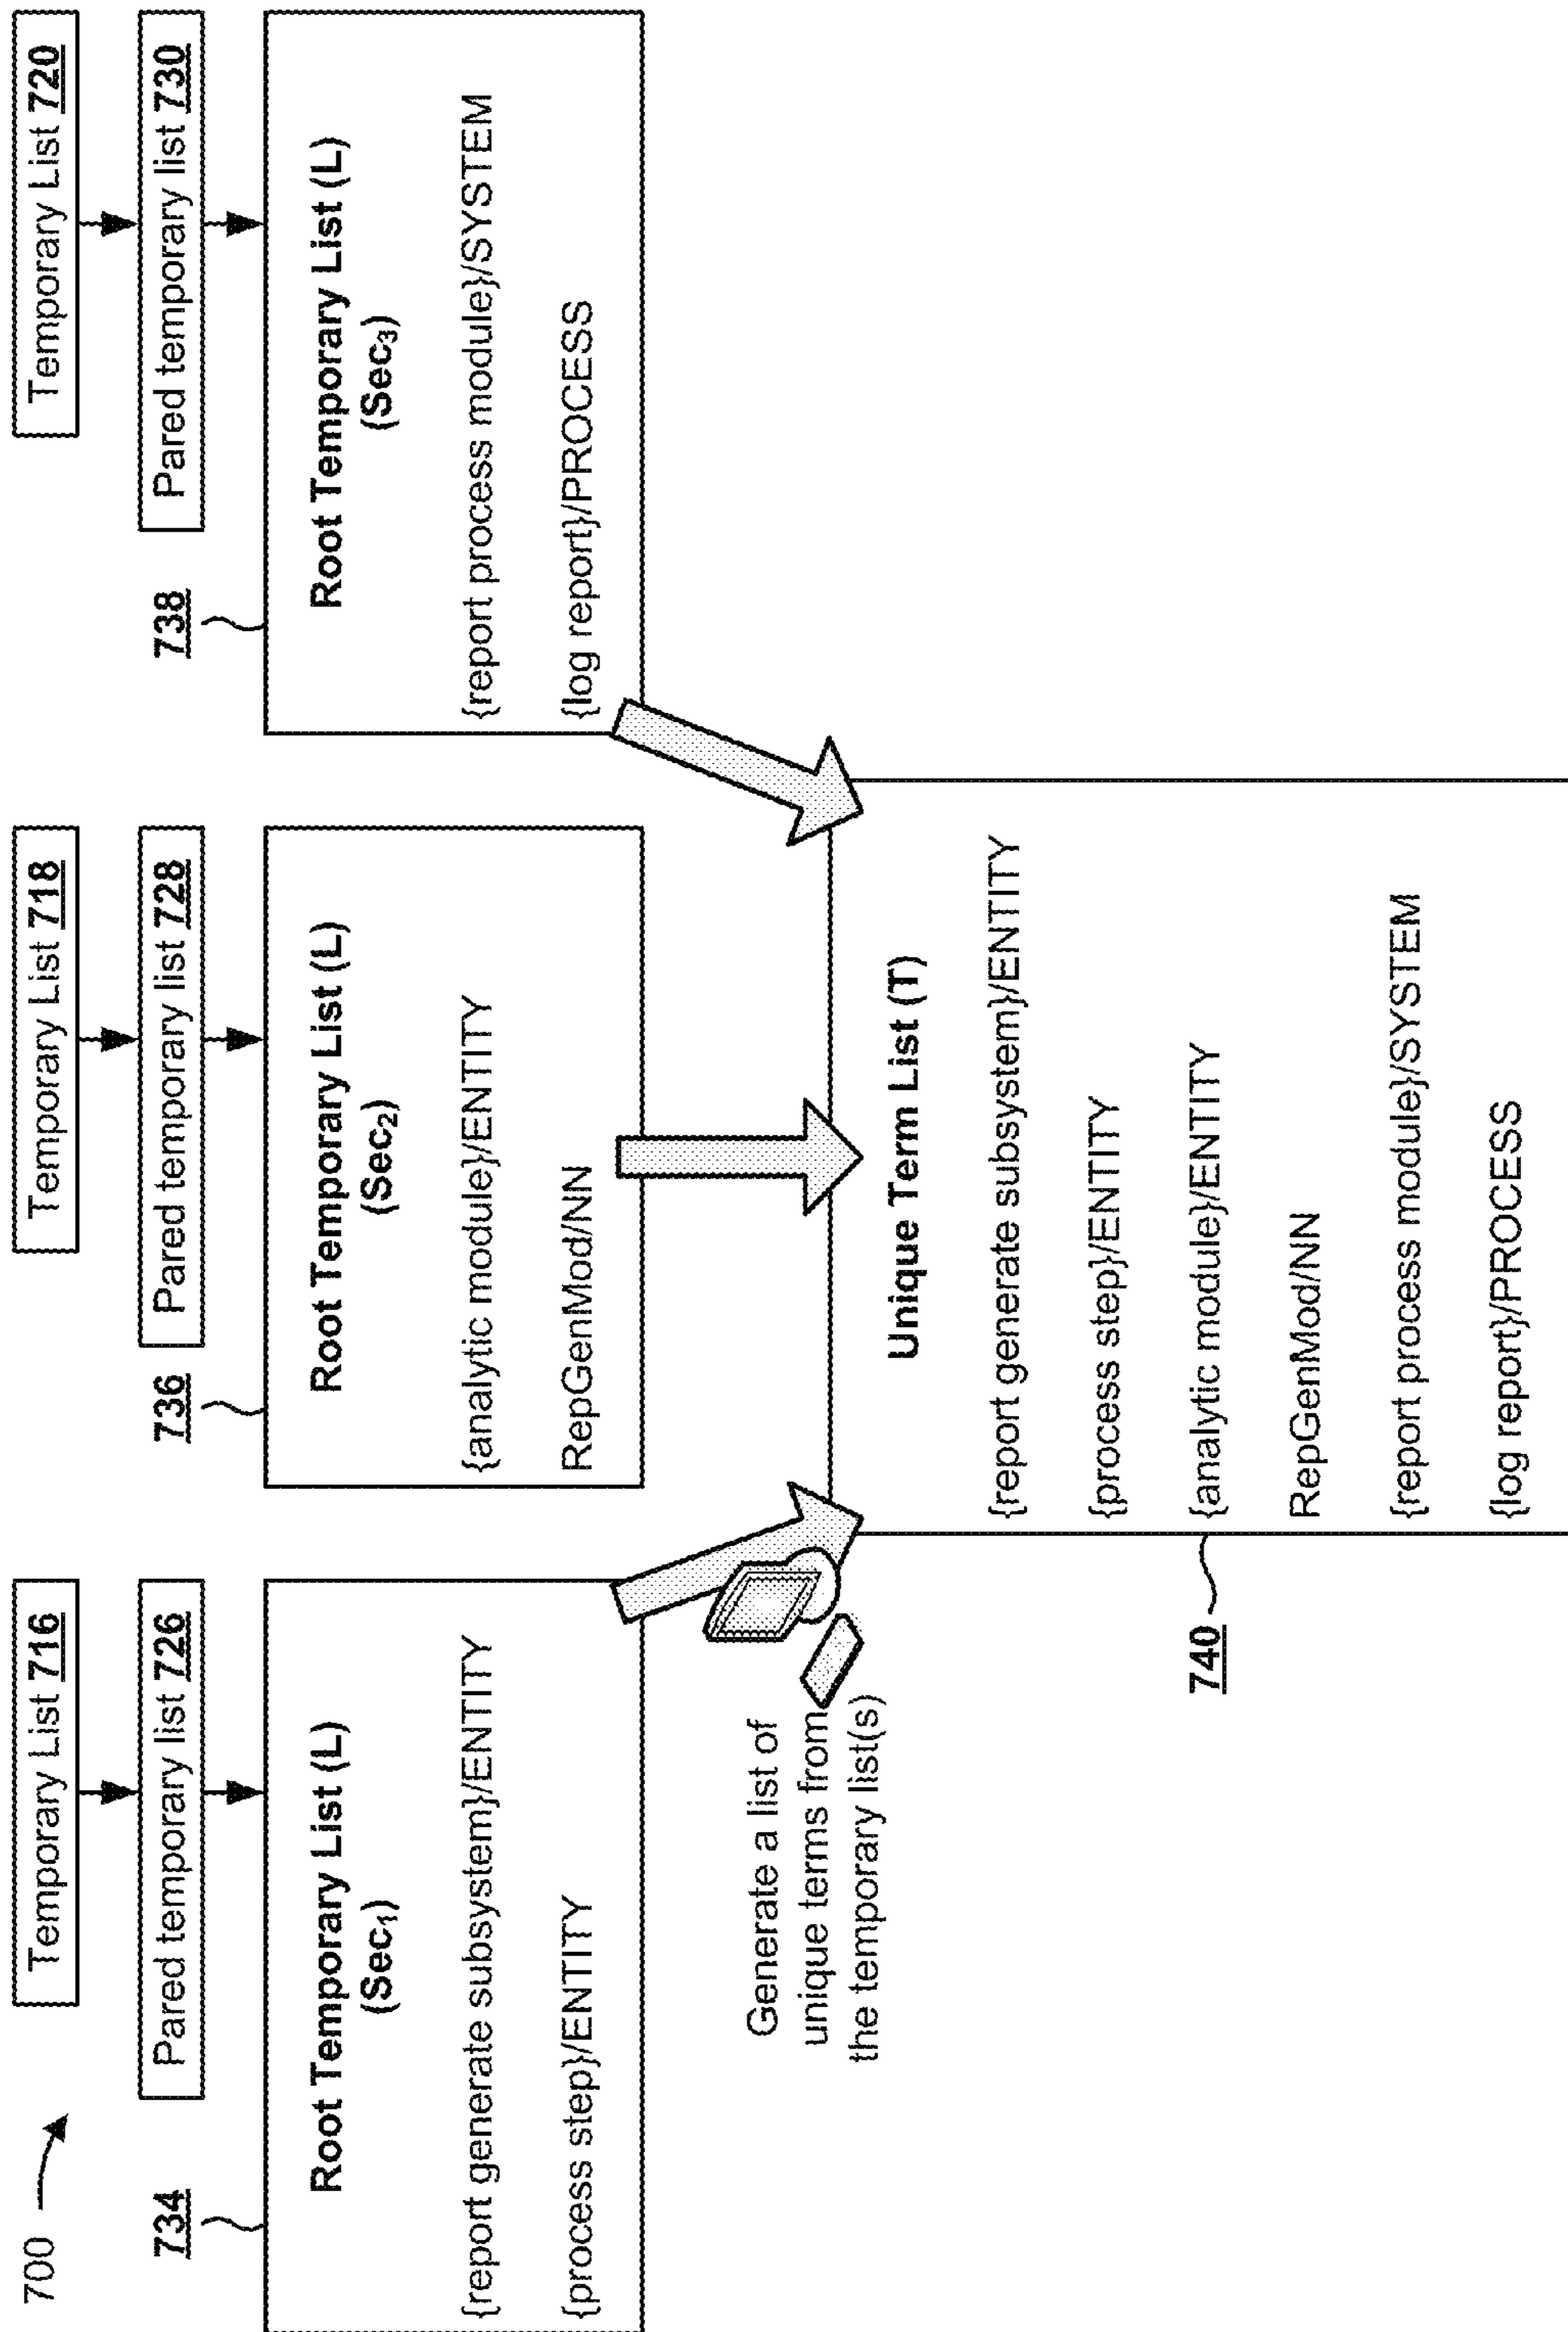 700
Temporary List 716
Pared temporary list 726
734
Root Temporary List (L)
(Sec₁)
{report generate subsystem}/ENTITY
{process step}/ENTITY
Temporary List 718
Pared temporary list 728
736
Root Temporary List (L)
(Sec₂)
{analytic module}/ENTITY
RepGenMod/NN
Temporary List 720
Pared temporary list 730
738
Root Temporary List (L)
(Sec₃)
{report process module}/SYSTEM
{log report}/PROCESS
Generate a list of
unique terms from
the temporary list(s)
740
Unique Term List (T)
{report generate subsystem}/ENTITY
{process step}/ENTITY
{analytic module}/ENTITY
RepGenMod/NN
{report process module}/SYSTEM
{log report}/PROCESS